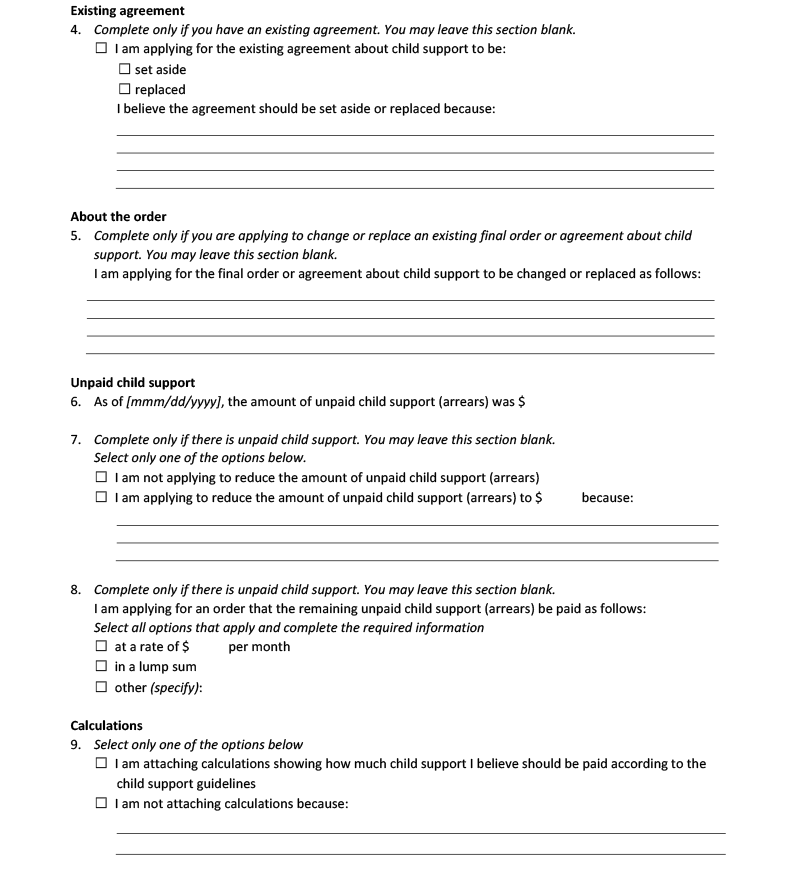 Existing agreement
4. Complete only if you have an existing agreement. You may leave this section blank.
☐ I am applying for the existing agreement about child support to be:
☐ set aside
☐ replaced
I believe the agreement should be set aside or replaced because:
About the order
5. Complete only if you are applying to change or replace an existing final order or agreement about child
support. You may leave this section blank.
I am applying for the final order or agreement about child support to be changed or replaced as follows:
Unpaid child support
6. As of [mmm/dd/yyyy], the amount of unpaid child support (arrears) was $
7. Complete only if there is unpaid child support. You may leave this section blank.
Select only one of the options below.
☐ I am not applying to reduce the amount of unpaid child support (arrears)
☐ I am applying to reduce the amount of unpaid child support (arrears) to $ because:
8. Complete only if there is unpaid child support. You may leave this section blank.
I am applying for an order that the remaining unpaid child support (arrears) be paid as follows:
Select all options that apply and complete the required information
☐ at a rate of $ per month
☐ in a lump sum
☐ other (specify):
Calculations
9. Select only one of the options below
☐ I am attaching calculations showing how much child support I believe should be paid according to the
child support guidelines
☐ I am not attaching calculations because: